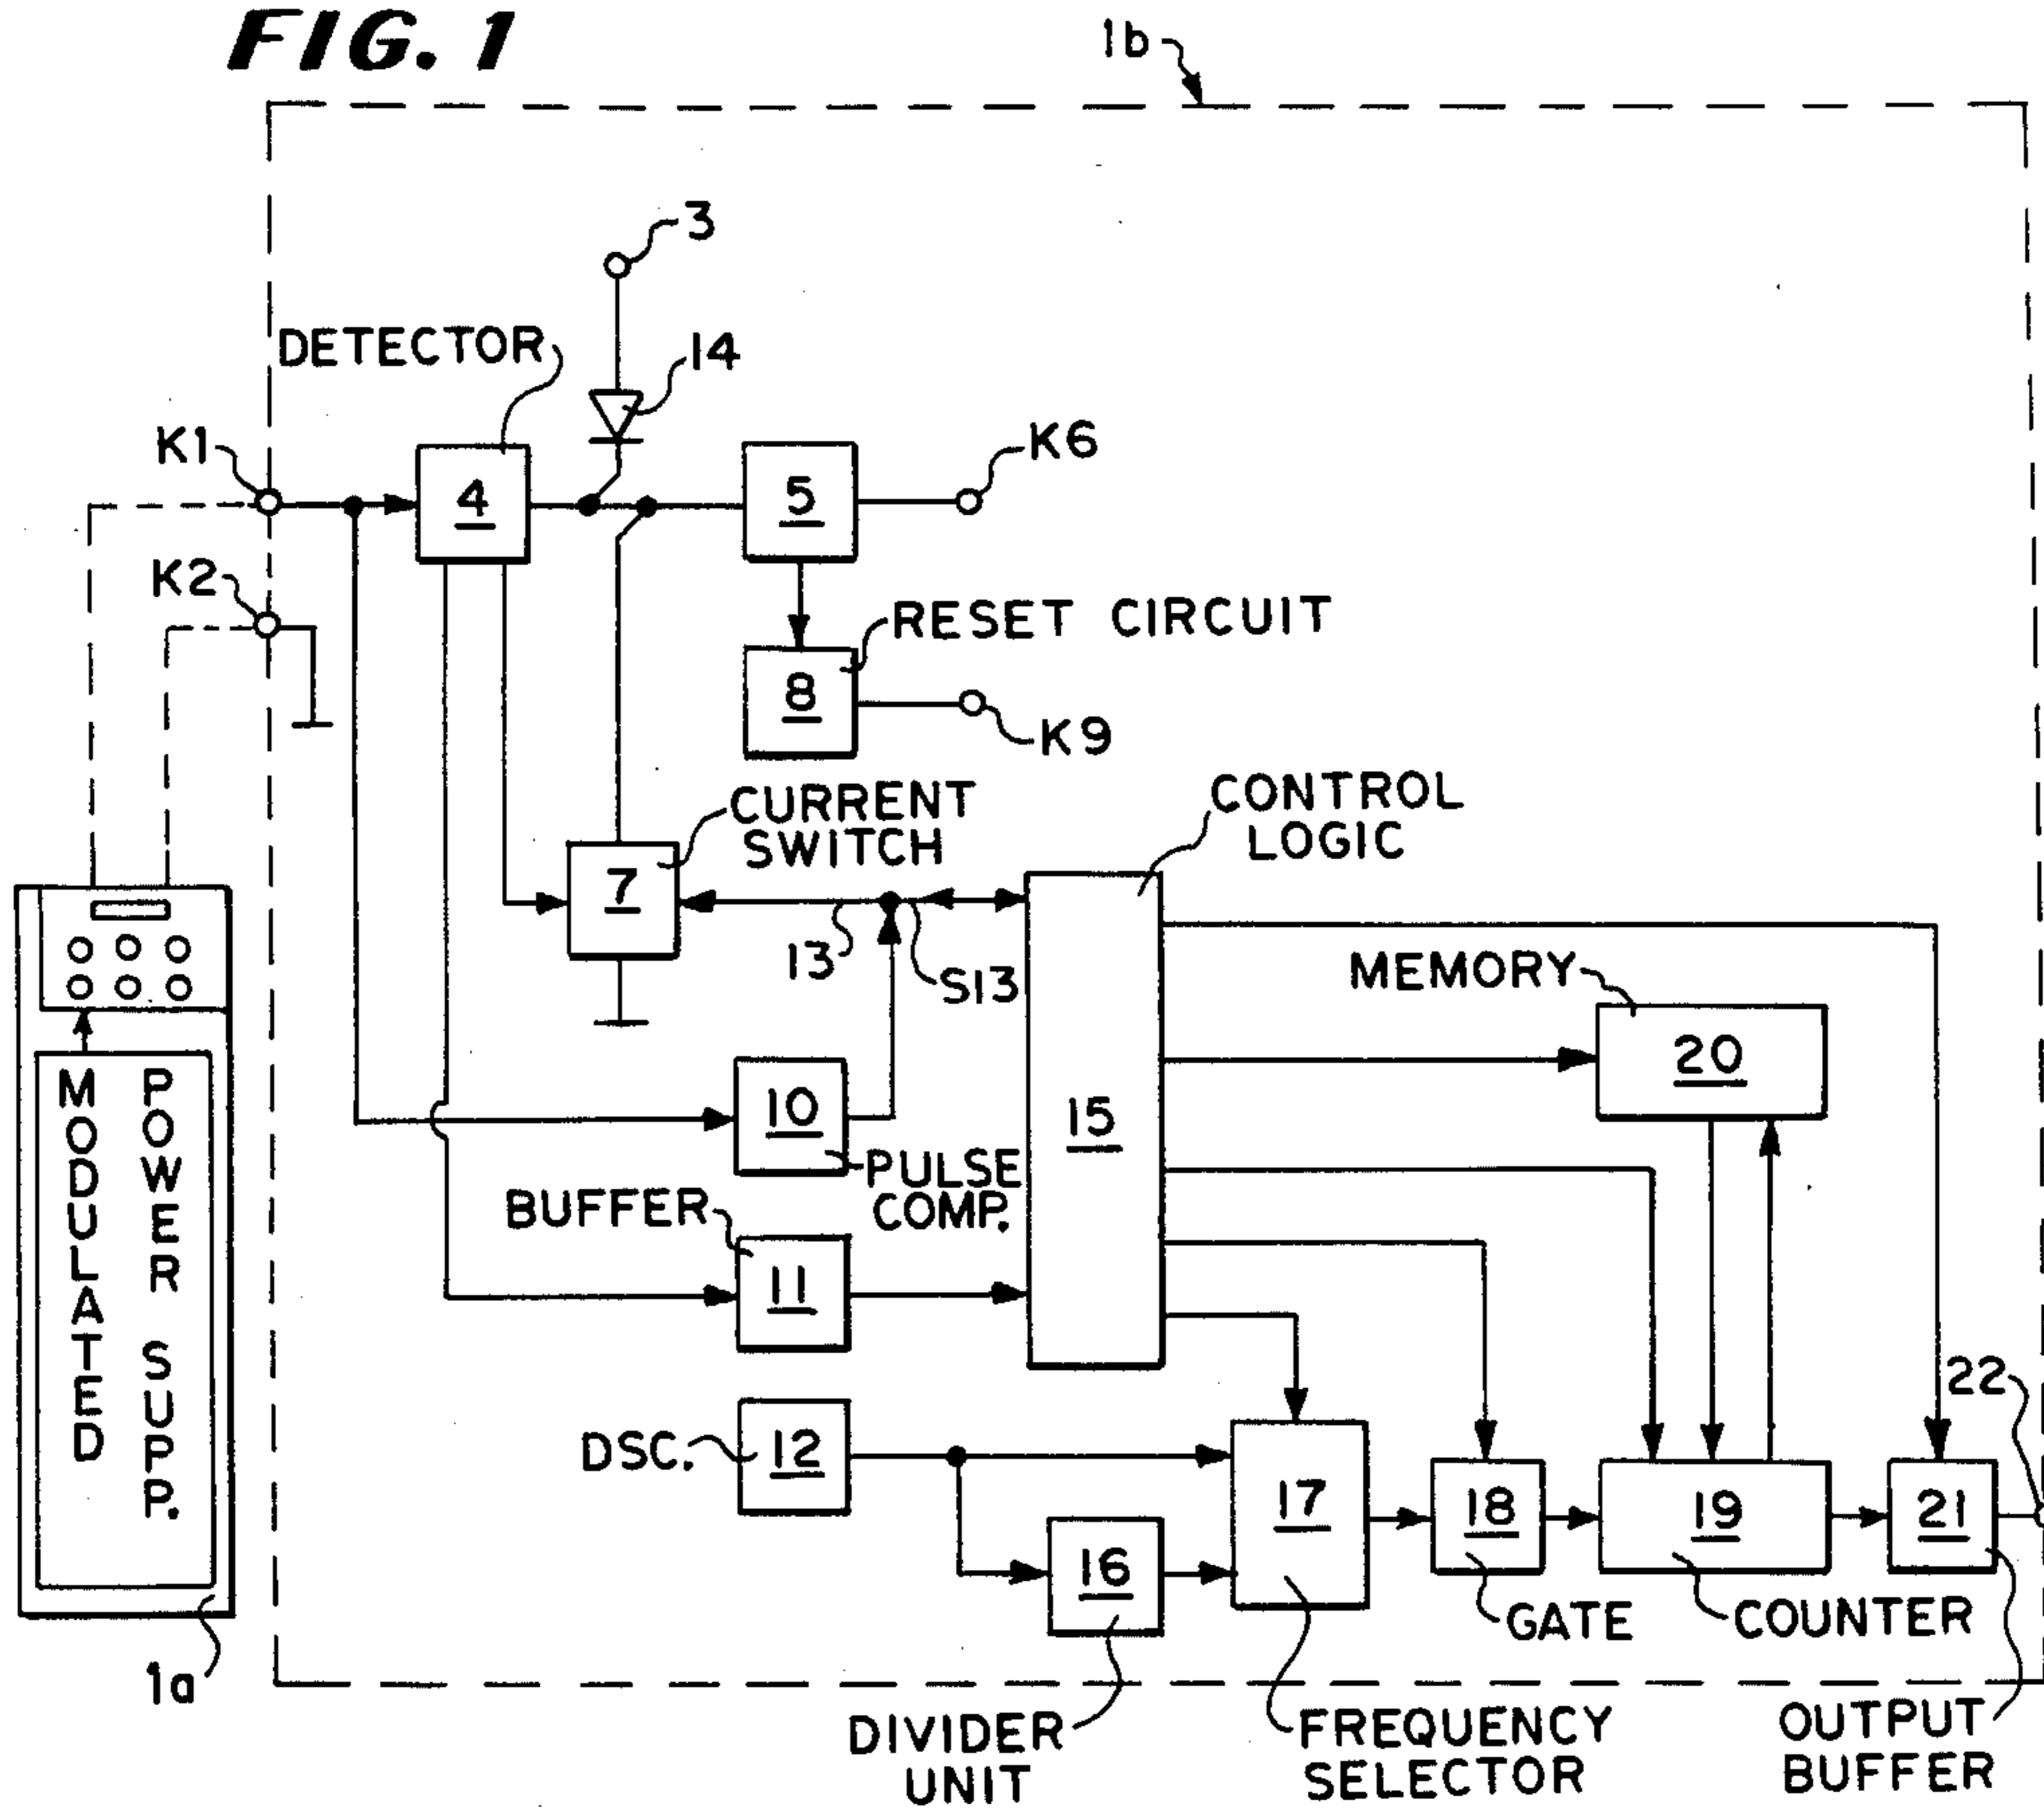 FIG. 1
1b
3
DETECTOR
14
K1
4
5
K6
K2
RESET CIRCUIT
8
K9
CURRENT
SWITCH
CONTROL
LOGIC
7
13
S13
MEMORY
20
MODULATED
POWER SUPP.
10
15
PULSE
COMP.
BUFFER
11
22
DSC.
12
17
18
19
21
16
GATE
COUNTER
1a
DIVIDER
UNIT
FREQUENCY
SELECTOR
OUTPUT
BUFFER